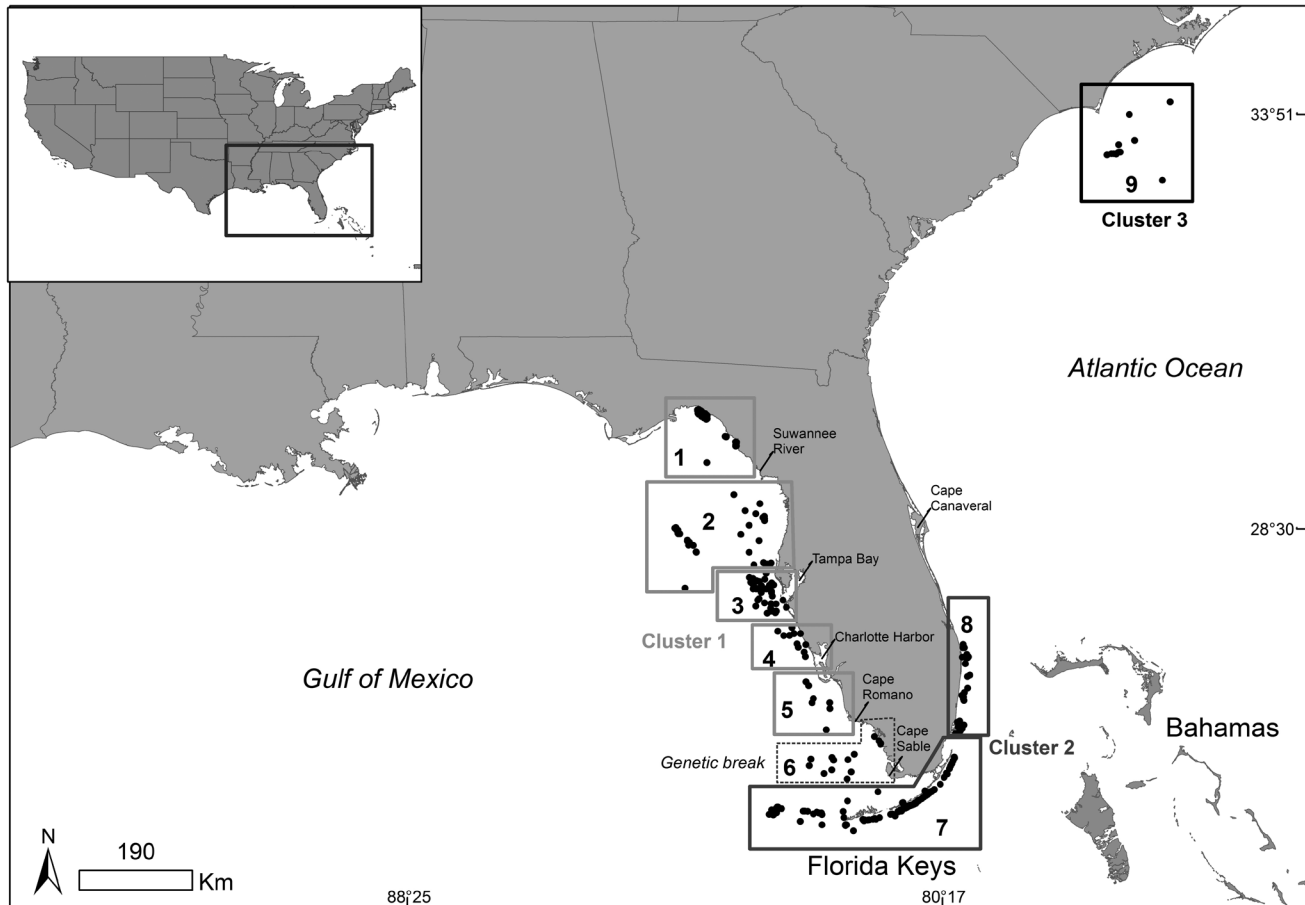 33°51
9
Cluster 3
Atlantic Ocean
Suwannee
River
1
Cape
Canaveral
2
28°30
Tampa Bay
3
8
Cluster 1
Charlotte Harbor
4
Gulf of Mexico
Cape
Romano
5
Bahamas
Cape
Sable
Cluster 2
Genetic break
6
7
N
190
Km
Florida Keys
88°25
80°17